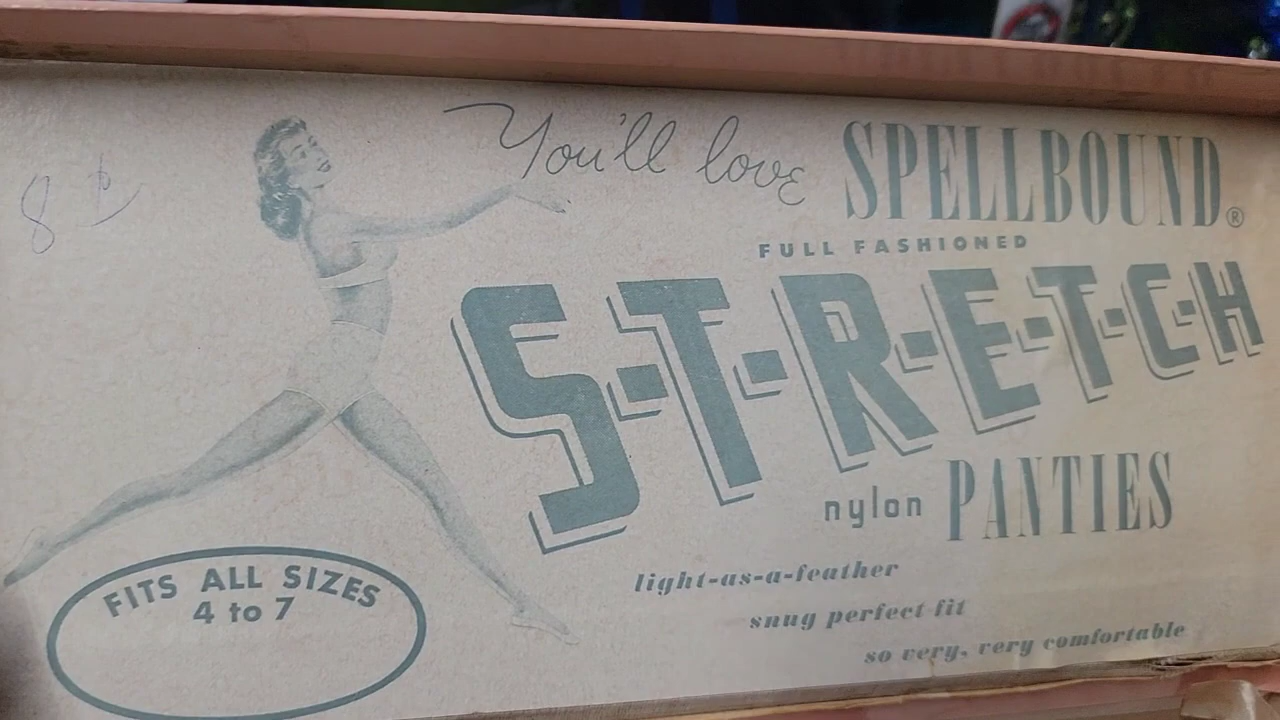 You'll love SPELLBOUND®
FULL FASHIONED
S·T·R·E·T·C·H
nylon PANTIES
light-as-a-feather
snug perfect fit
so very, very comfortable
FITS ALL SIZES
4 to 7
8